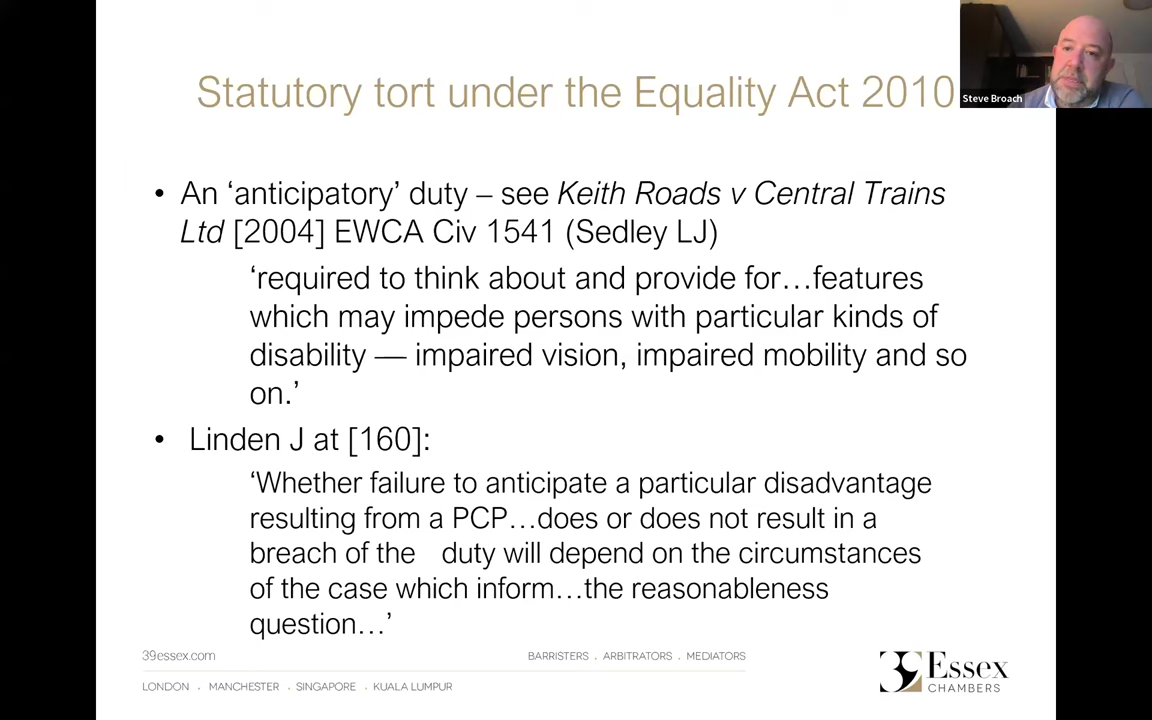 Statutory tort under the Equality Act 2010
Steve Broach
• An ‘anticipatory’ duty – see Keith Roads v Central Trains
Ltd [2004] EWCA Civ 1541 (Sedley LJ)
‘required to think about and provide for…features
which may impede persons with particular kinds of
disability — impaired vision, impaired mobility and so
on.’
• Linden J at [160]:
‘Whether failure to anticipate a particular disadvantage
resulting from a PCP…does or does not result in a
breach of the duty will depend on the circumstances
of the case which inform…the reasonableness
question…’
39essex.com
BARRISTERS . ARBITRATORS . MEDIATORS
LONDON . MANCHESTER . SINGAPORE . KUALA LUMPUR
39 Essex
CHAMBERS